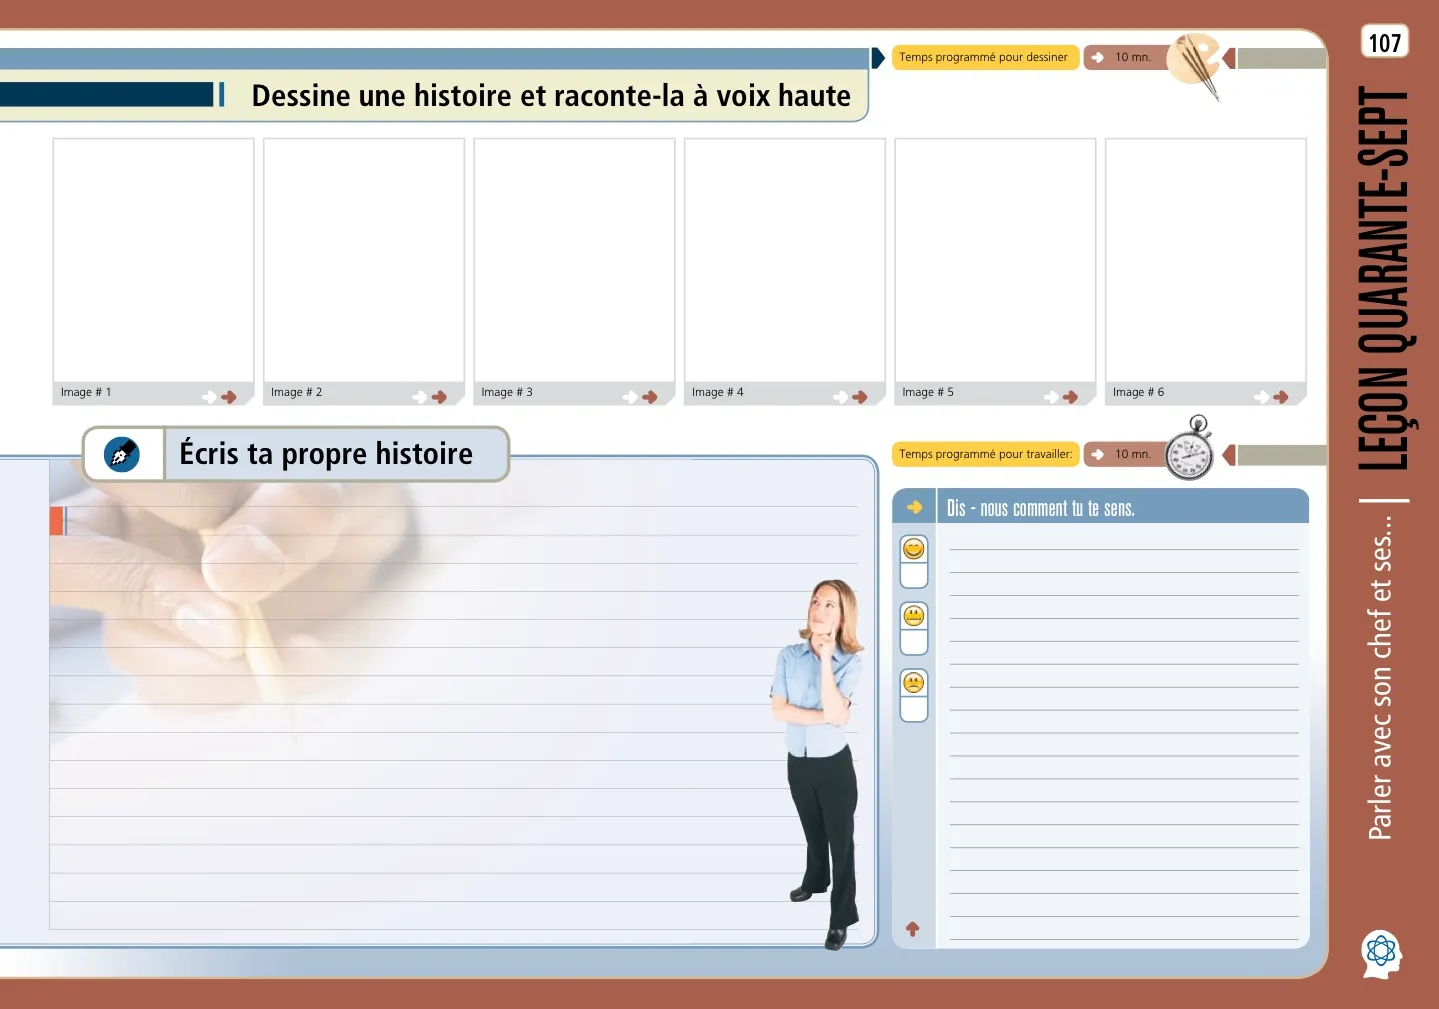 Temps programmé pour dessiner
10 mn.
107
Dessine une histoire et raconte-la à voix haute
Image # 1
Image # 2
Image # 3
Image # 4
Image # 5
Image # 6
Écris ta propre histoire
Temps programmé pour travailler:
10 mn.
Dis - nous comment tu te sens.
LEÇON QUARANTE-SEPT
Parler avec son chef et ses...